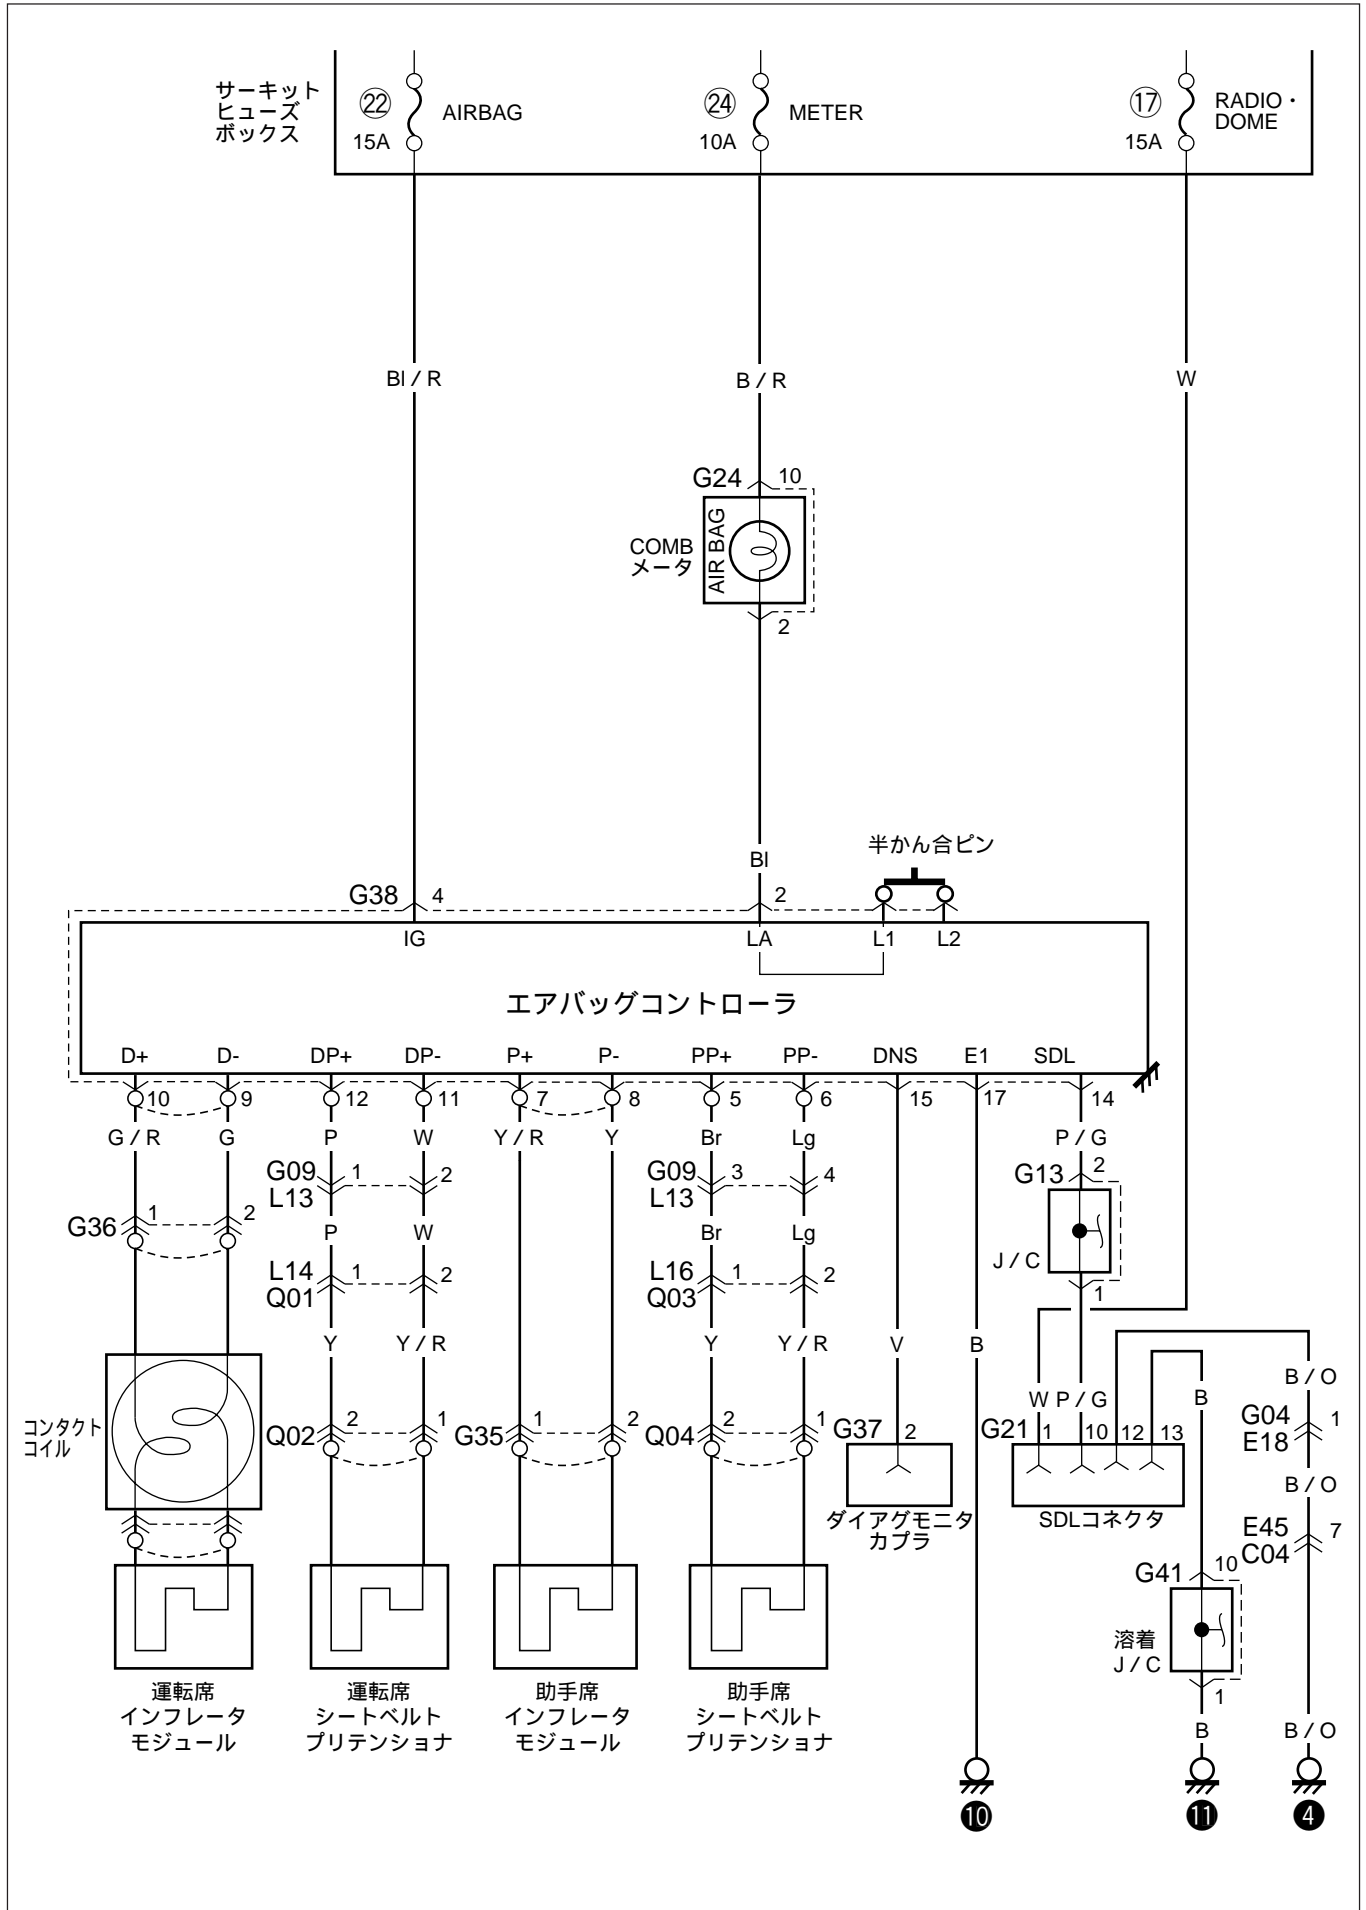 サーキット
ヒューズ
ボックス
㉒
15A
AIRBAG
㉔
10A
METER
⑰
15A
RADIO・
DOME
Bl / R
B / R
W
G24
10
COMB
メータ
AIR BAG
2
Bl
半かん合ピン
G38
4
2
IG
LA
L1
L2
エアバッグコントローラ
D+
D-
DP+
DP-
P+
P-
PP+
PP-
DNS
E1
SDL
10
9
12
11
7
8
5
6
15
17
14
G / R
G
P
W
Y / R
Y
Br
Lg
P / G
G09
L13
1
2
G09
L13
3
4
G13
2
G36
1
2
P
W
Br
Lg
J / C
1
L14
Q01
1
2
L16
Q03
1
2
Y
Y / R
Y
Y / R
V
B
W
P / G
B
B / O
コンタクト
コイル
Q02
2
1
G35
1
2
Q04
2
1
G37
2
G21
1
10
12
13
G04
E18
1
B / O
ダイアグモニタ
カプラ
SDLコネクタ
E45
C04
7
G41
10
溶着
J / C
1
運転席
インフレータ
モジュール
運転席
シートベルト
プリテンショナ
助手席
インフレータ
モジュール
助手席
シートベルト
プリテンショナ
B
B / O
❿
⓫
❹